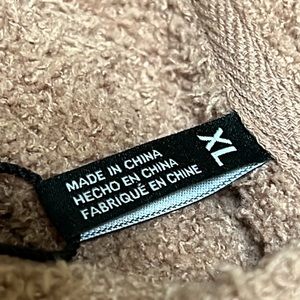 XL
MADE IN CHINA
HECHO EN CHINA
FABRIQUÉ EN CHINE